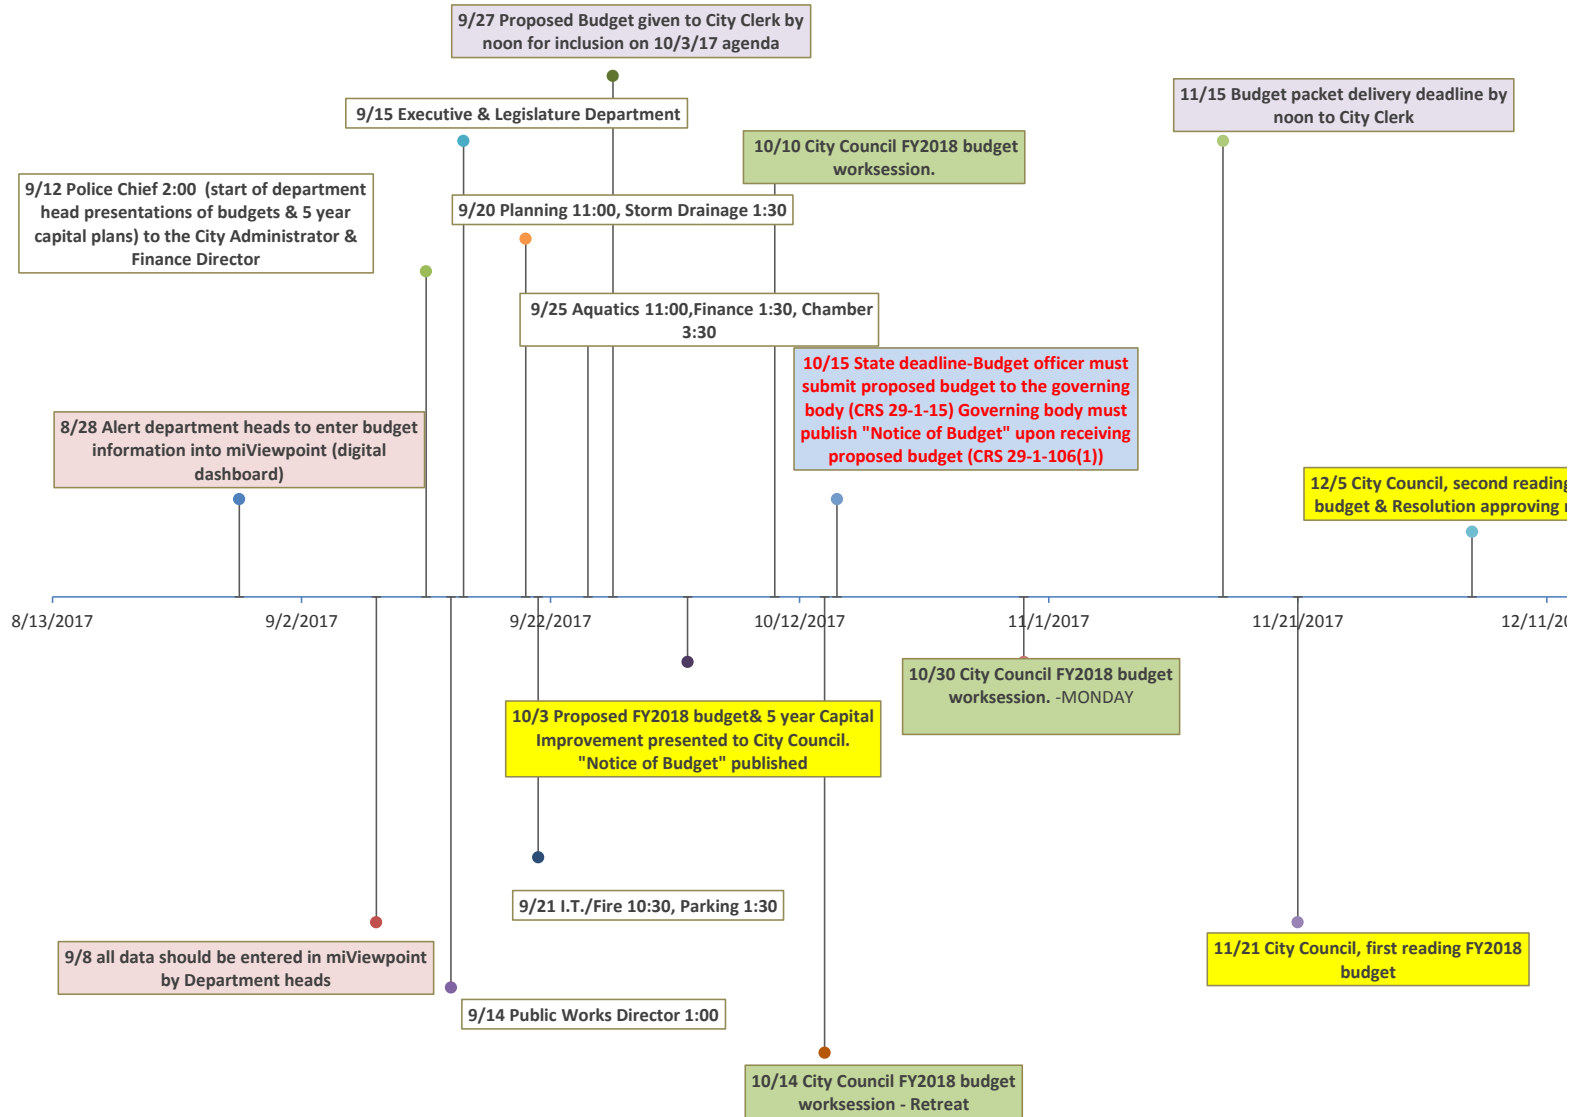 9/27 Proposed Budget given to City Clerk by
noon for inclusion on 10/3/17 agenda
9/15 Executive & Legislature Department
11/15 Budget packet delivery deadline by
noon to City Clerk
10/10 City Council FY2018 budget
worksession.
9/12 Police Chief 2:00 (start of department
head presentations of budgets & 5 year
capital plans) to the City Administrator &
Finance Director
9/20 Planning 11:00, Storm Drainage 1:30
9/25 Aquatics 11:00,Finance 1:30, Chamber
3:30
10/15 State deadline-Budget officer must
submit proposed budget to the governing
body (CRS 29-1-15) Governing body must
publish "Notice of Budget" upon receiving
proposed budget (CRS 29-1-106(1))
8/28 Alert department heads to enter budget
information into miViewpoint (digital
dashboard)
12/5 City Council, second reading
budget & Resolution approving
8/13/2017
9/2/2017
9/22/2017
10/12/2017
11/1/2017
11/21/2017
10/30 City Council FY2018 budget
worksession. -MONDAY
10/3 Proposed FY2018 budget& 5 year Capital
Improvement presented to City Council.
"Notice of Budget" published
9/21 I.T./Fire 10:30, Parking 1:30
9/8 all data should be entered in miViewpoint
by Department heads
11/21 City Council, first reading FY2018
budget
9/14 Public Works Director 1:00
10/14 City Council FY2018 budget
worksession - Retreat